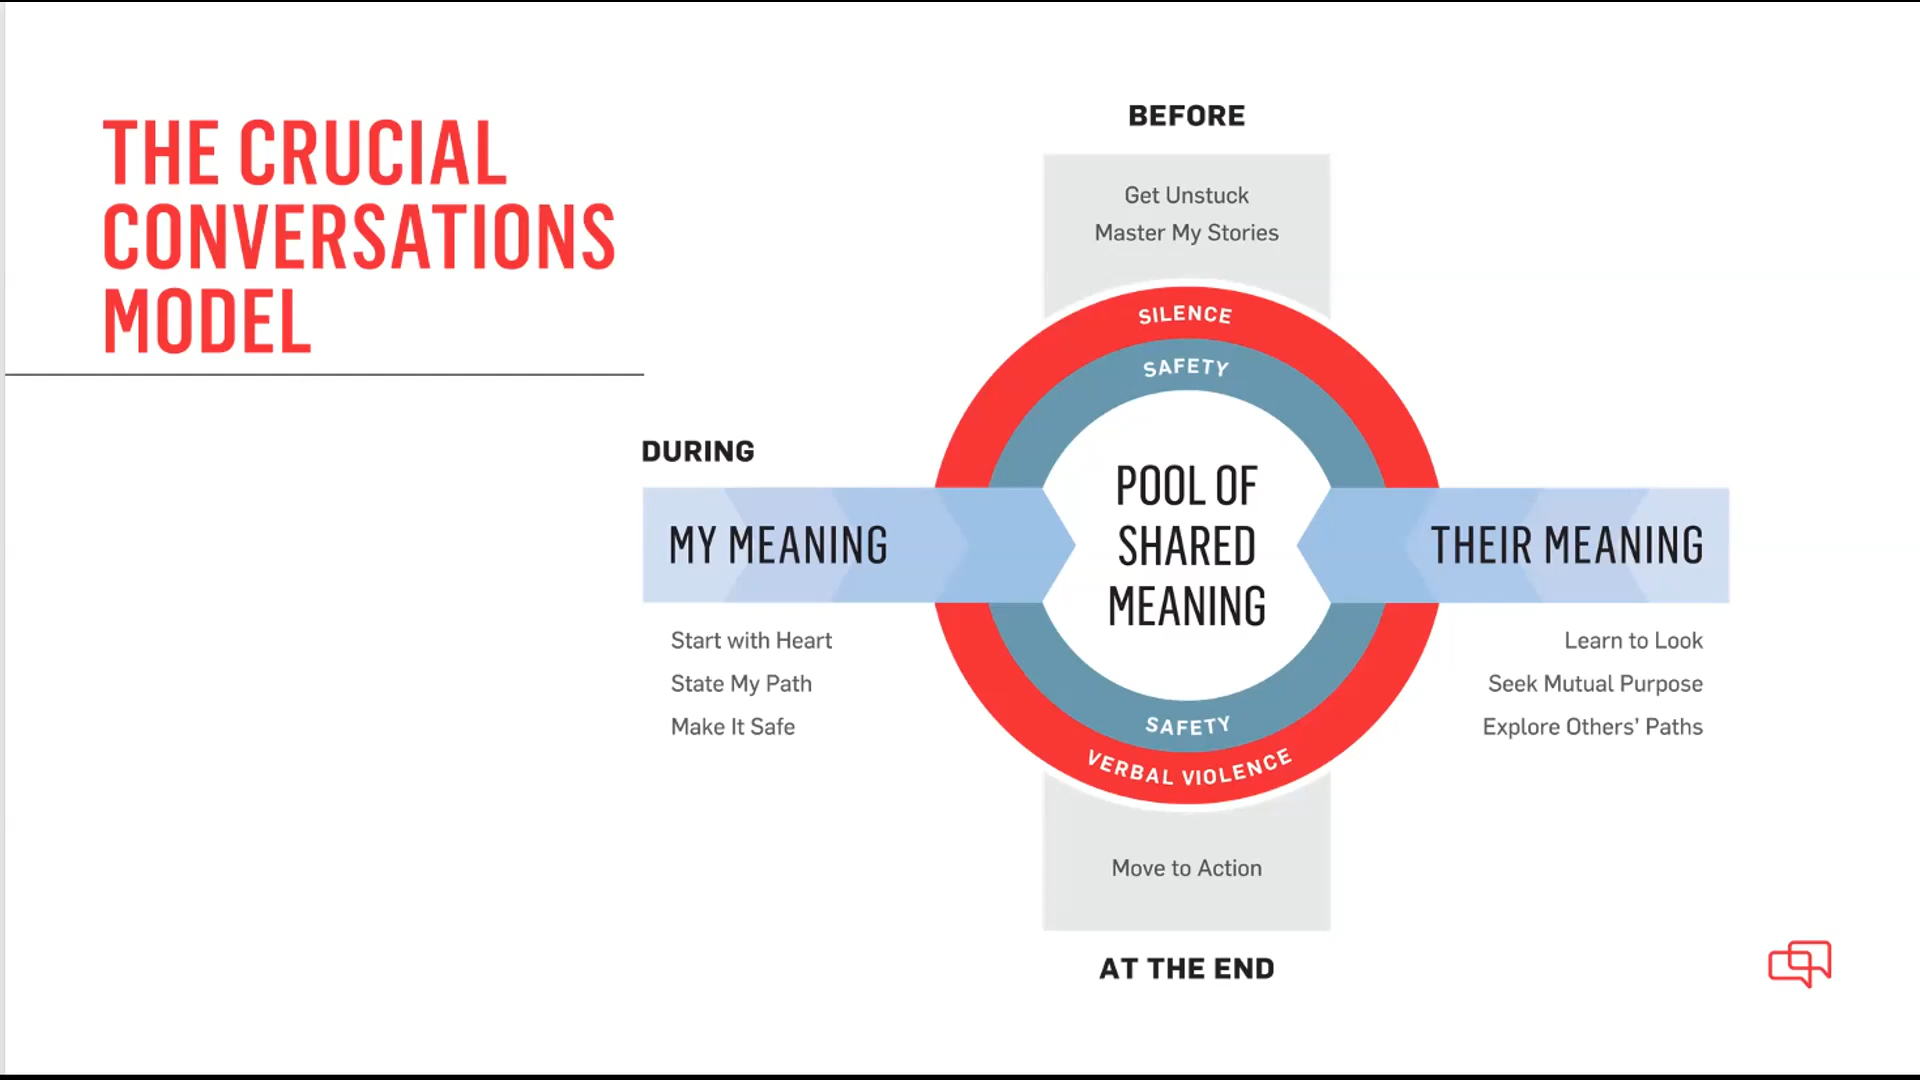 THE CRUCIAL
CONVERSATIONS
MODEL
BEFORE
Get Unstuck
Master My Stories
SILENCE
SAFETY
DURING
MY MEANING
POOL OF
SHARED
MEANING
THEIR MEANING
Start with Heart
State My Path
Make It Safe
Learn to Look
Seek Mutual Purpose
Explore Others’ Paths
SAFETY
VERBAL VIOLENCE
Move to Action
AT THE END